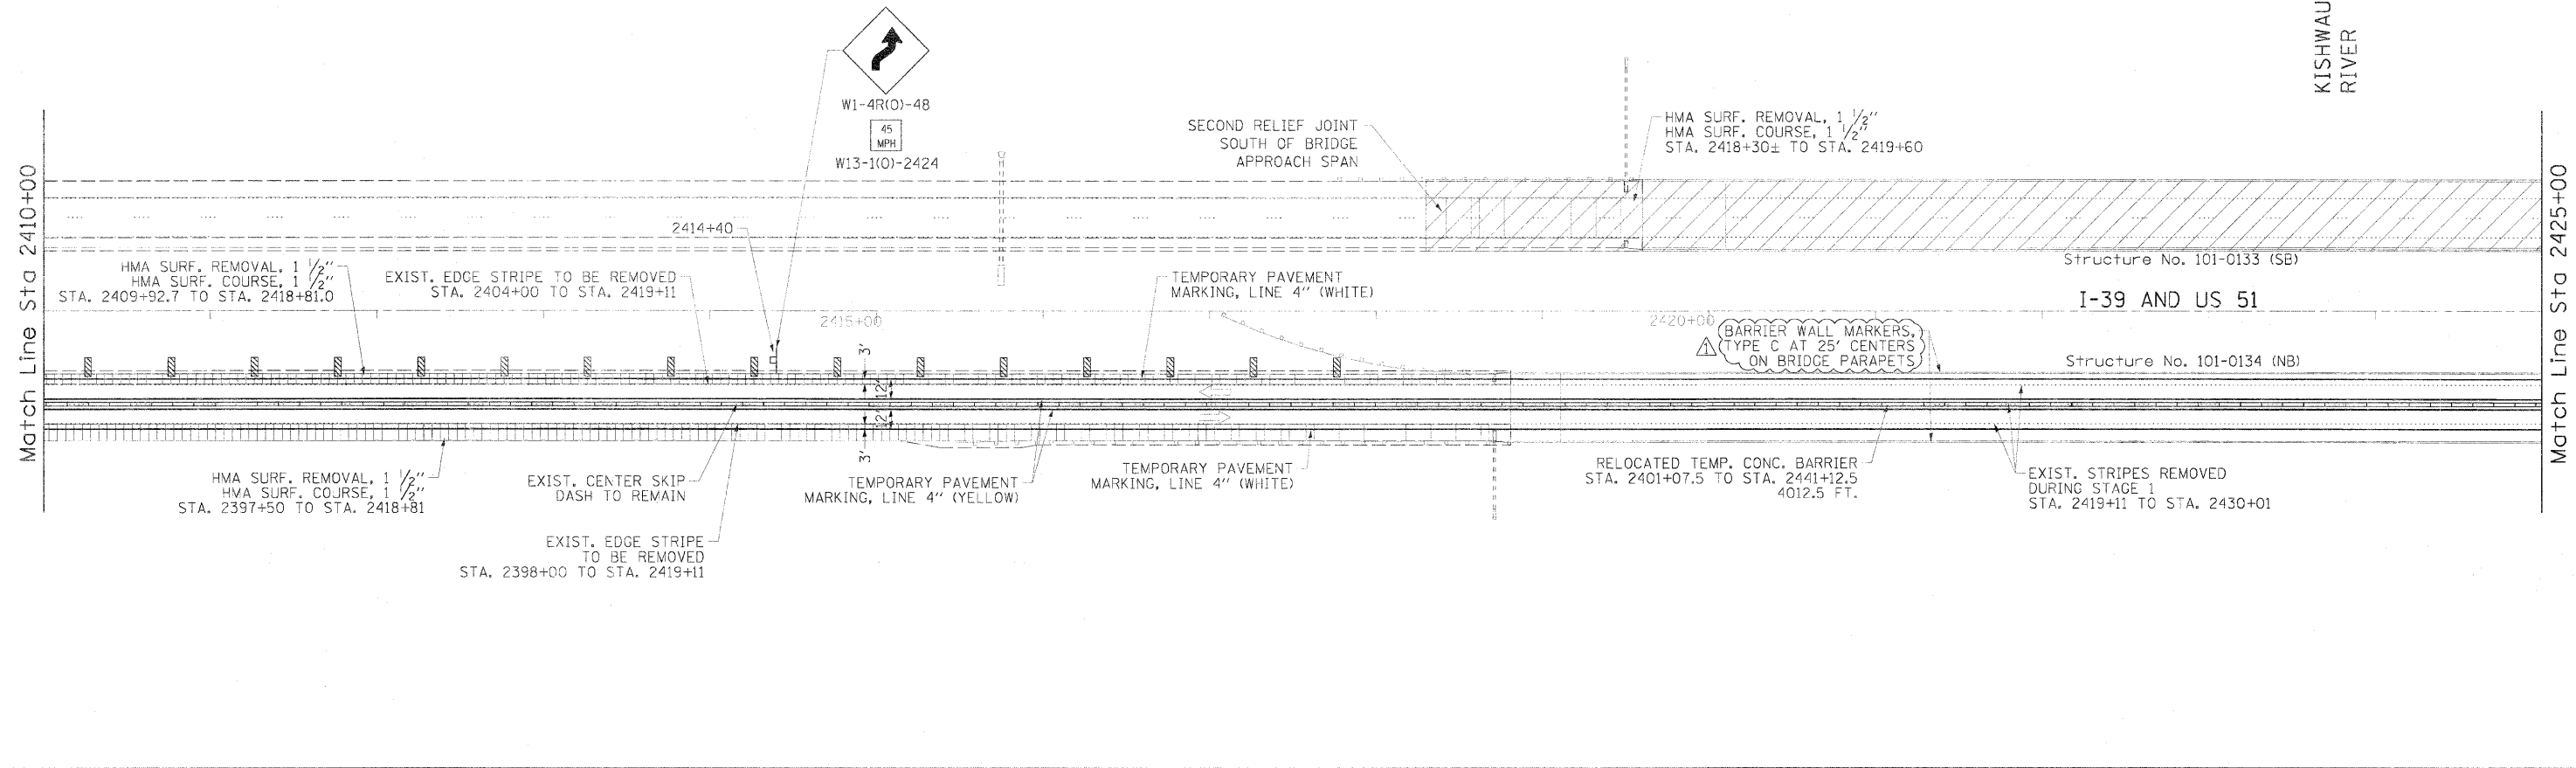 KISHWAU
RIVER
W1-4R(O)-48
45
MPH
W13-1(O)-2424
SECOND RELIEF JOINT
SOUTH OF BRIDGE
APPROACH SPAN
HMA SURF. REMOVAL, 1 1/2"
HMA SURF. COURSE, 1 1/2"
STA. 2418+30± TO STA. 2419+60
Match Line Sta 2410+00
Match Line Sta 2425+00
2414+40
HMA SURF. REMOVAL, 1 1/2"
HMA SURF. COURSE, 1 1/2"
STA. 2409+92.7 TO STA. 2418+81.0
EXIST. EDGE STRIPE TO BE REMOVED
STA. 2404+00 TO STA. 2419+11
TEMPORARY PAVEMENT
MARKING, LINE 4" (WHITE)
Structure No. 101-0133 (SB)
I-39 AND US 51
2415+00
2420+00
BARRIER WALL MARKERS,
TYPE C AT 25' CENTERS
ON BRIDGE PARAPETS
1
Structure No. 101-0134 (NB)
3'
12'
12'
3'
HMA SURF. REMOVAL, 1 1/2"
HMA SURF. COURSE, 1 1/2"
STA. 2397+50 TO STA. 2418+81
EXIST. CENTER SKIP
DASH TO REMAIN
TEMPORARY PAVEMENT
MARKING, LINE 4" (YELLOW)
TEMPORARY PAVEMENT
MARKING, LINE 4" (WHITE)
RELOCATED TEMP. CONC. BARRIER
STA. 2401+07.5 TO STA. 2441+12.5
4012.5 FT.
EXIST. STRIPES REMOVED
DURING STAGE 1
STA. 2419+11 TO STA. 2430+01
EXIST. EDGE STRIPE
TO BE REMOVED
STA. 2398+00 TO STA. 2419+11